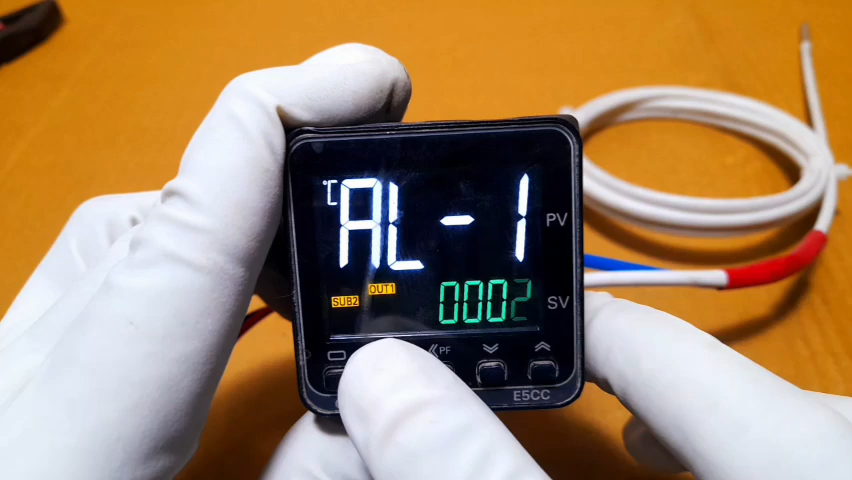 °C
AL-1
PV
SUB2
OUT1
0002
SV
PF
E5CC